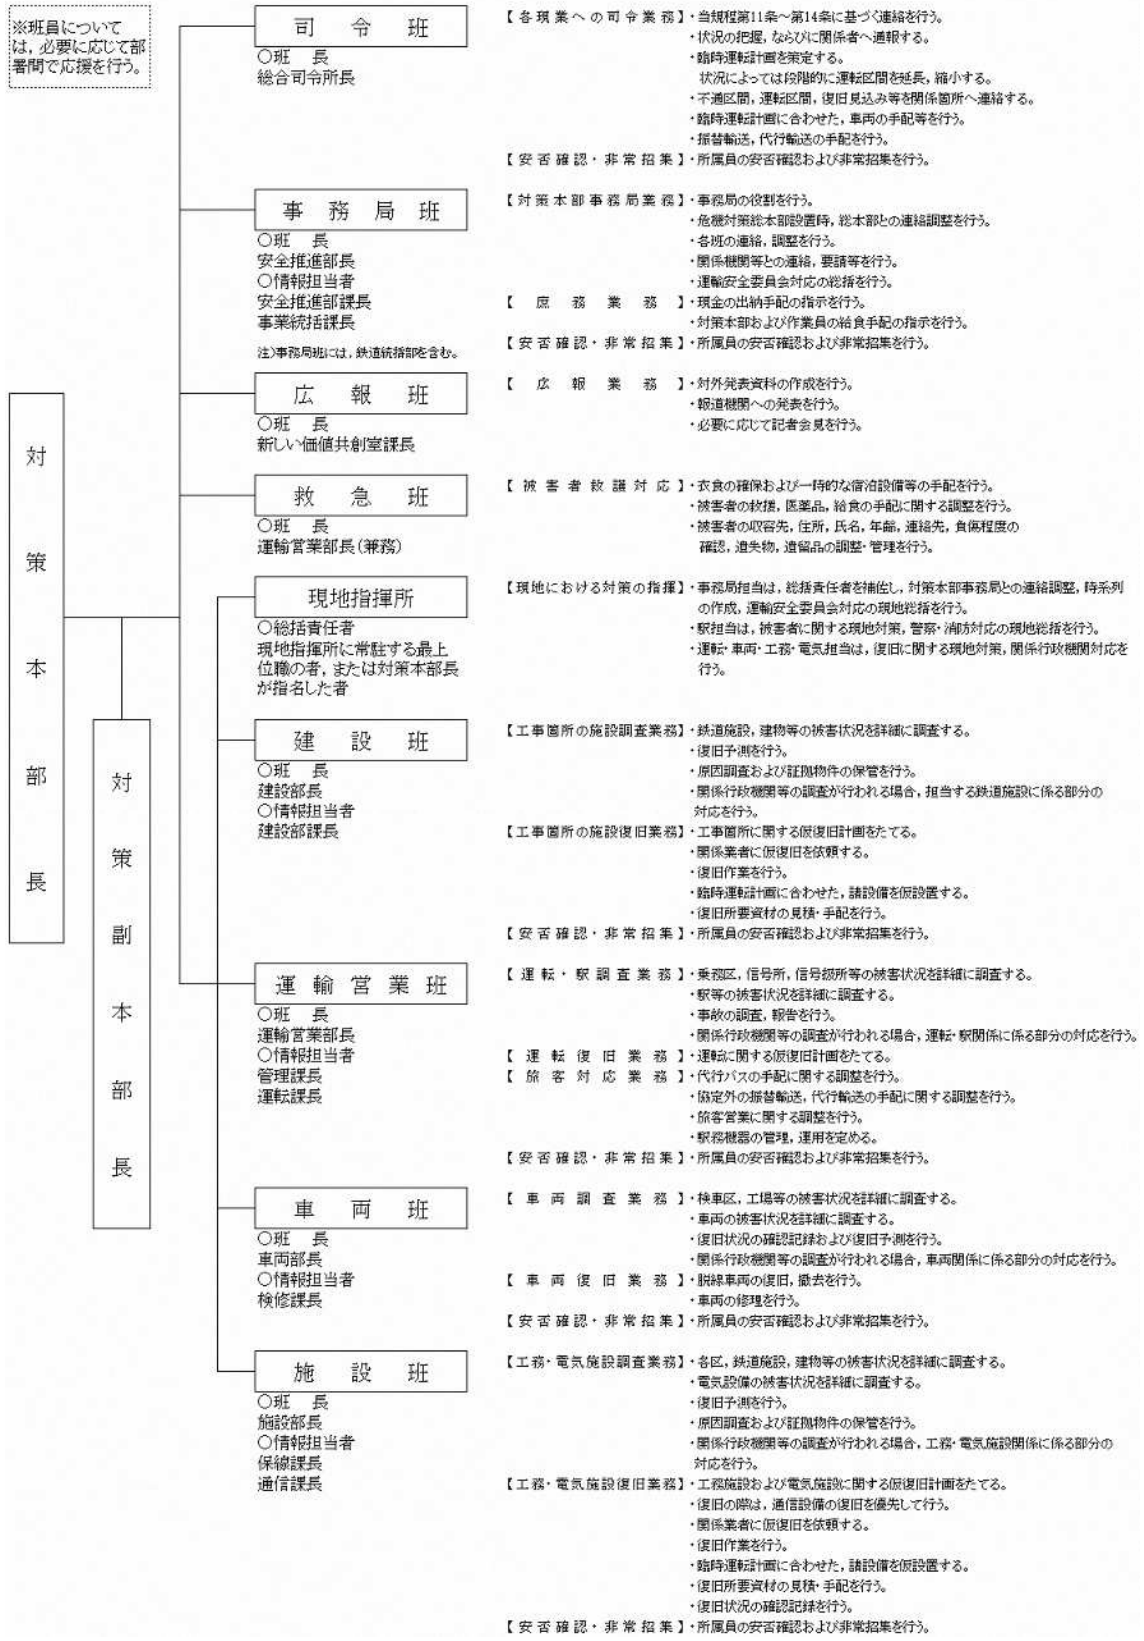 ※班員について
は，必要に応じて部
署間で応援を行う。
対策本部長
対策副本部長
司令班
○班　長
総合司令所長
【各現業への司令業務】・当規程第11条～第14条に基づく連絡を行う。
・状況の把握，ならびに関係者へ通報する。
・臨時運転計画を策定する。
状況によっては段階的に運転区間を延長，縮小する。
・不通区間，運転区間，復旧見込み等を関係箇所へ連絡する。
・臨時運転計画に合わせた，車両の手配等を行う。
・振替輸送，代行輸送の手配を行う。
【安否確認・非常招集】・所属員の安否確認および非常招集を行う。
事務局班
○班　長
安全推進部長
○情報担当者
安全推進部課長
事業統括課長
注）事務局班には，鉄道統括部を含む。
【対策本部事務局業務】・事務局の役割を行う。
・危機対策総本部設置時，総本部との連絡調整を行う。
・各班の連絡，調整を行う。
・関係機関等との連絡，要請等を行う。
・運輸安全委員会対応の総括を行う。
【庶務業務】・現金の出納手配の指示を行う。
・対策本部および作業員の給食手配の指示を行う。
【安否確認・非常招集】・所属員の安否確認および非常招集を行う。
広報班
○班　長
新しい価値共創室課長
【広報業務】・対外発表資料の作成を行う。
・報道機関への発表を行う。
・必要に応じて記者会見を行う。
救急班
○班　長
運輸営業部長（兼務）
【被害者救護対応】・衣食の確保および一時的な宿泊設備等の手配を行う。
・被害者の救援，医薬品，給食の手配に関する調整を行う。
・被害者の収容先，住所，氏名，年齢，連絡先，負傷程度の
確認，遺失物，遺留品の調整・管理を行う。
現地指揮所
○総括責任者
現地指揮所に常駐する最上
位職の者，または対策本部長
が指名した者
【現地における対策の指揮】・事務局担当は，総括責任者を補佐し，対策本部事務局との連絡調整，時系列
の作成，運輸安全委員会対応の現地総括を行う。
・駅担当は，被害者に関する現地対策，警察・消防対応の現地総括を行う。
・運転・車両・工務・電気担当は，復旧に関する現地対策，関係行政機関対応を
行う。
建設班
○班　長
建設部長
○情報担当者
建設部課長
【工事箇所の施設調査業務】・鉄道施設，建物等の被害状況を詳細に調査する。
・復旧予測を行う。
・原因調査および証拠物件の保管を行う。
・関係行政機関等の調査が行われる場合，担当する鉄道施設に係る部分の
対応を行う。
【工事箇所の施設復旧業務】・工事箇所に関する仮復旧計画をたてる。
・関係業者に仮復旧を依頼する。
・復旧作業を行う。
・臨時運転計画に合わせた，諸設備を仮設置する。
・復旧所要資材の見積・手配を行う。
【安否確認・非常招集】・所属員の安否確認および非常招集を行う。
運輸営業班
○班　長
運輸営業部長
○情報担当者
管理課長
運転課長
【運転・駅調査業務】・乗務区，信号所，信号扱所等の被害状況を詳細に調査する。
・駅等の被害状況を詳細に調査する。
・事故の調査，報告を行う。
・関係行政機関等の調査が行われる場合，運転・駅関係に係る部分の対応を行う。
【運転復旧業務】・運転に関する仮復旧計画をたてる。
【旅客対応業務】・代行バスの手配に関する調整を行う。
・協定外の振替輸送，代行輸送の手配に関する調整を行う。
・旅客営業に関する調整を行う。
・駅務機器の管理，運用を定める。
【安否確認・非常招集】・所属員の安否確認および非常招集を行う。
車両班
○班　長
車両部長
○情報担当者
検修課長
【車両調査業務】・検車区，工場等の被害状況を詳細に調査する。
・車両の被害状況を詳細に調査する。
・復旧状況の確認記録および復旧予測を行う。
・関係行政機関等の調査が行われる場合，車両関係に係る部分の対応を行う。
【車両復旧業務】・脱線車両の復旧，撤去を行う。
・車両の修理を行う。
【安否確認・非常招集】・所属員の安否確認および非常招集を行う。
施設班
○班　長
施設部長
○情報担当者
保線課長
通信課長
【工務・電気施設調査業務】・各区，鉄道施設，建物等の被害状況を詳細に調査する。
・電気設備の被害状況を詳細に調査する。
・復旧予測を行う。
・原因調査および証拠物件の保管を行う。
・関係行政機関等の調査が行われる場合，工務・電気施設関係に係る部分の
対応を行う。
【工務・電気施設復旧業務】・工務施設および電気施設に関する仮復旧計画をたてる。
・復旧の際は，通信設備の復旧を優先して行う。
・関係業者に仮復旧を依頼する。
・復旧作業を行う。
・臨時運転計画に合わせた，諸設備を仮設置する。
・復旧所要資材の見積・手配を行う。
・復旧状況の確認記録を行う。
【安否確認・非常招集】・所属員の安否確認および非常招集を行う。